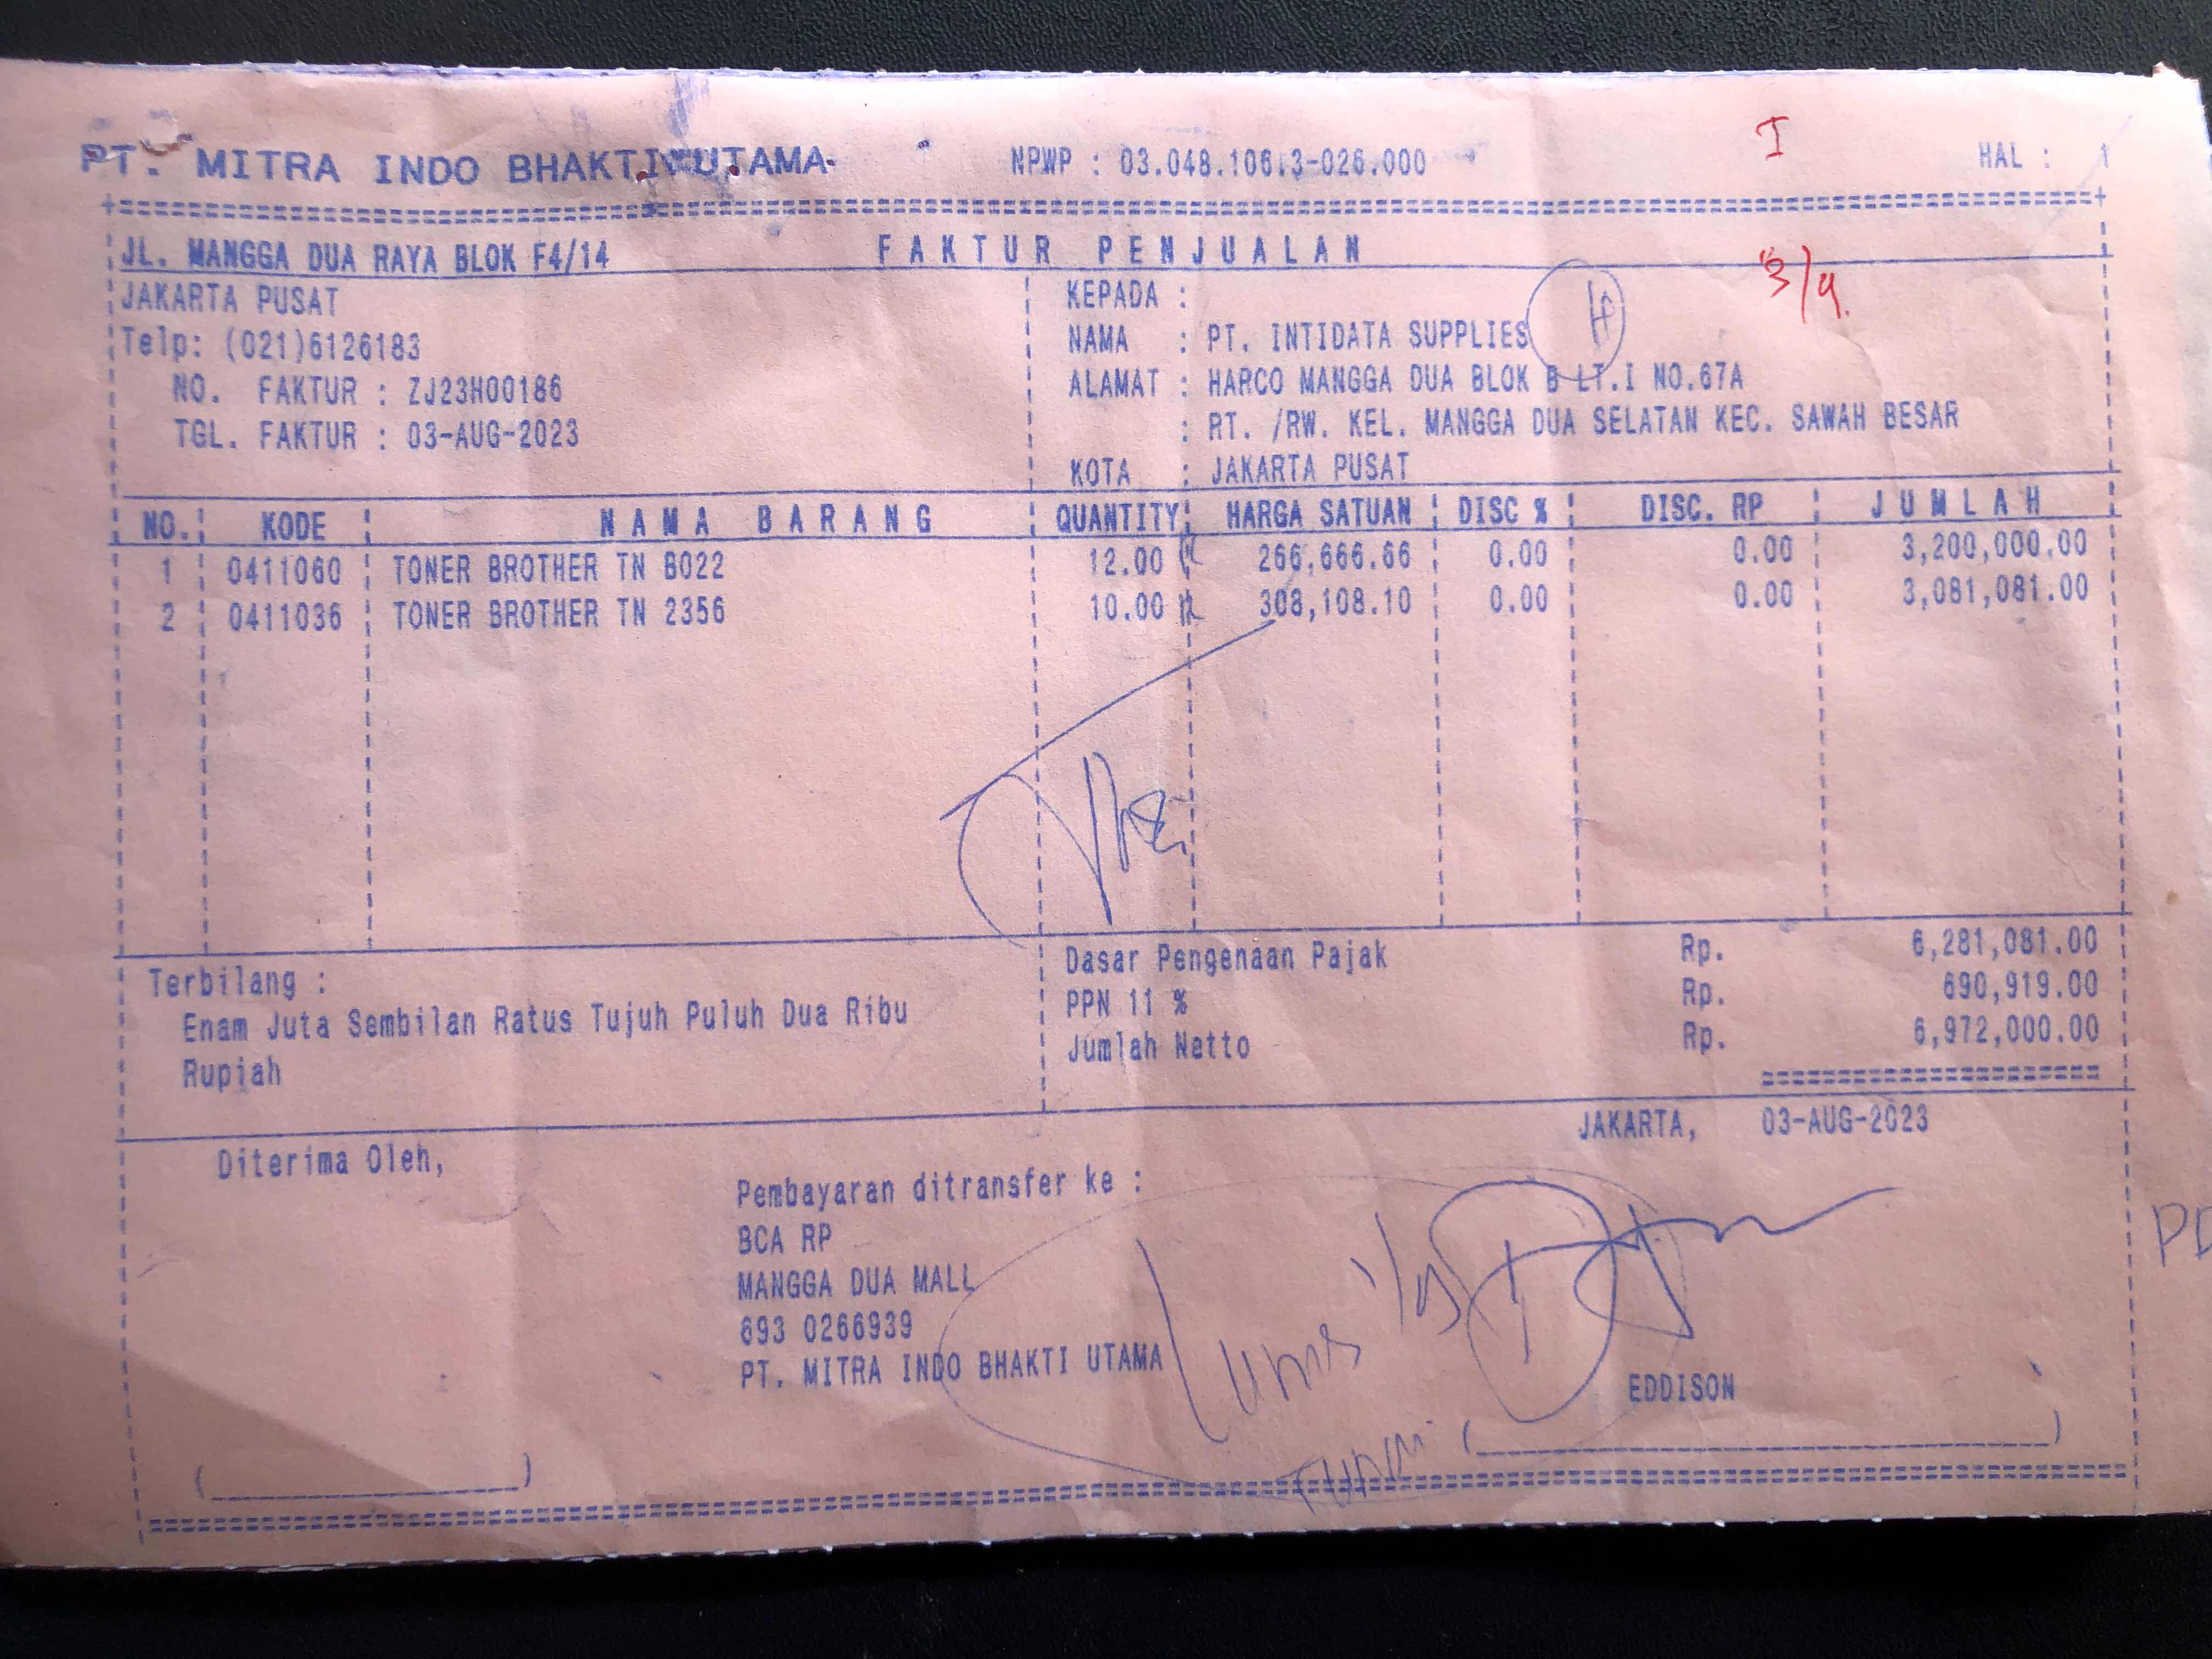 PT. MITRA INDO BHAKTI UTAMA NPWP : 03.048.106.3-026.000 I HAL : 1
JL. MANGGA DUA RAYA BLOK F4/14 FAKTUR PENJUALAN
JAKARTA PUSAT KEPADA : 3/9
Telp: (021)6126183 NAMA : PT. INTIDATA SUPPLIES
NO. FAKTUR : ZJ23H00186 ALAMAT : HARCO MANGGA DUA BLOK B LT.I NO.67A
TGL. FAKTUR : 03-AUG-2023 : RT. /RW. KEL. MANGGA DUA SELATAN KEC. SAWAH BESAR
KOTA : JAKARTA PUSAT
NO. KODE NAMA BARANG QUANTITY HARGA SATUAN DISC % DISC. RP JUMLAH
1 0411060 TONER BROTHER TN B022 12.00 266,666.66 0.00 0.00 3,200,000.00
2 0411036 TONER BROTHER TN 2356 10.00 308,108.10 0.00 0.00 3,081,081.00
Dasar Pengenaan Pajak Rp. 6,281,081.00
Terbilang : PPN 11 % Rp. 690,919.00
Enam Juta Sembilan Ratus Tujuh Puluh Dua Ribu Jumlah Netto Rp. 6,972,000.00
Rupiah
JAKARTA, 03-AUG-2023
Diterima Oleh,
Pembayaran ditransfer ke :
BCA RP
MANGGA DUA MALL
693 0266939
PT. MITRA INDO BHAKTI UTAMA
EDDISON